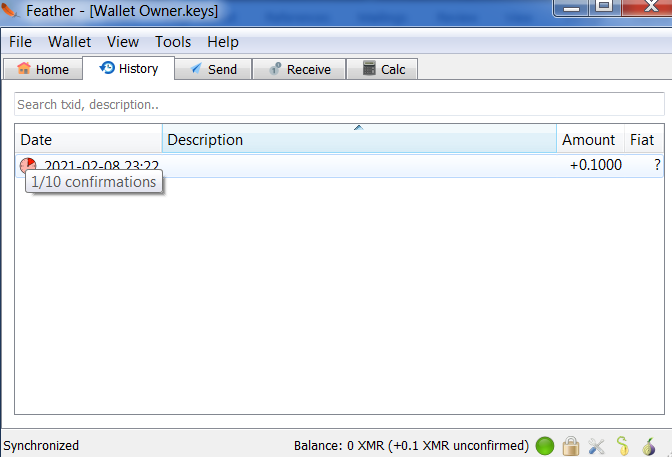 Feather - [Wallet Owner.keys]
File Wallet View Tools Help
Home History Send Receive Calc
Search txid, description..
Date Description Amount Fiat
2021-02-08 23:22 +0.1000 ?
1/10 confirmations
Synchronized Balance: 0 XMR (+0.1 XMR unconfirmed)